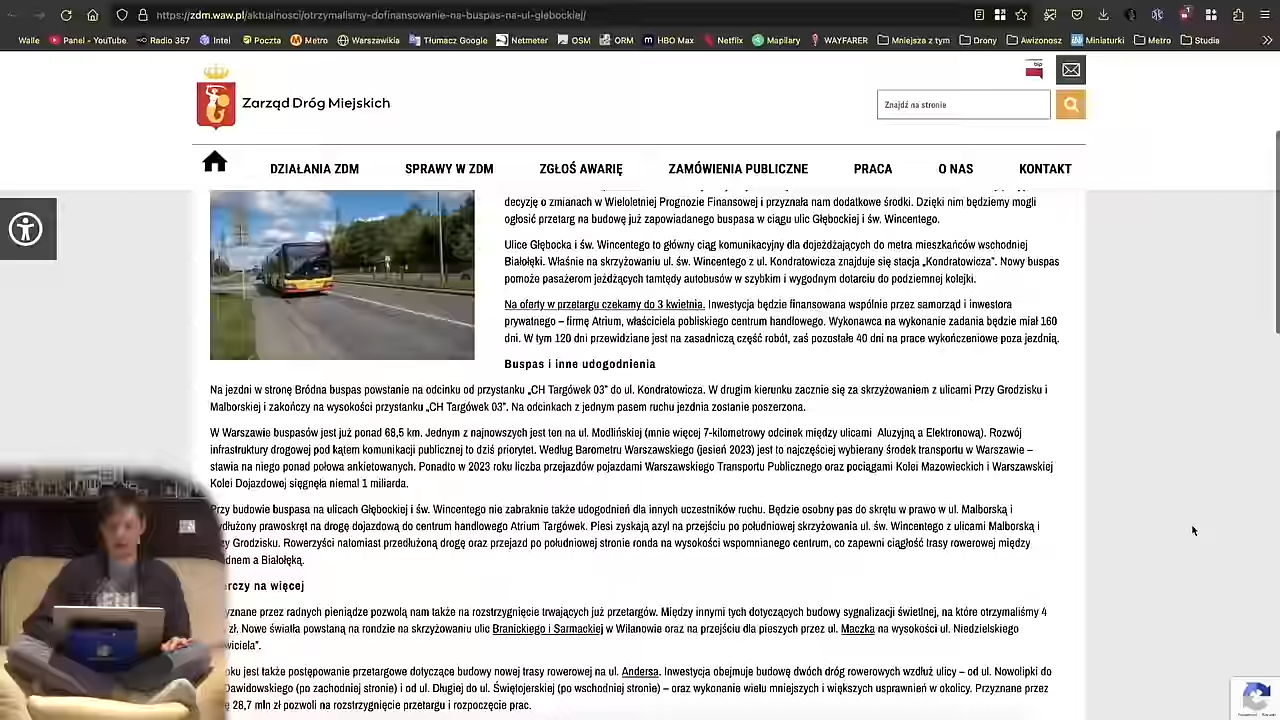 https://zdm.waw.pl/aktualnosci/otrzymalismy-dofinansowanie-na-buspas-na-ul-glebockiej/
Walle Panel - YouTube Radio 357 Intel Poczta Metro Warszawikia Tłumacz Google Netmeter OSM ORM HBO Max Netflix Mapilary WAYFARER Mniejsza z tym Drony Awizonosz Miniaturki Metro Studia
bip
Zarząd Dróg Miejskich
Znajdź na stronie
DZIAŁANIA ZDM SPRAWY W ZDM ZGŁOŚ AWARIĘ ZAMÓWIENIA PUBLICZNE PRACA O NAS KONTAKT
decyzję o zmianach w Wieloletniej Prognozie Finansowej i przyznała nam dodatkowe środki. Dzięki nim będziemy mogli
ogłosić przetarg na budowę już zapowiadanego buspasa w ciągu ulic Głębockiej i św. Wincentego.
Ulice Głębocka i św. Wincentego to główny ciąg komunikacyjny dla dojeżdżających do metra mieszkańców wschodniej
Białołęki. Właśnie na skrzyżowaniu ul. św. Wincentego z ul. Kondratowicza znajduje się stacja „Kondratowicza”. Nowy buspas
pomoże pasażerom jeżdżących tamtędy autobusów w szybkim i wygodnym dotarciu do podziemnej kolejki.
Na oferty w przetargu czekamy do 3 kwietnia. Inwestycja będzie finansowana wspólnie przez samorząd i inwestora
prywatnego – firmę Atrium, właściciela pobliskiego centrum handlowego. Wykonawca na wykonanie zadania będzie miał 160
dni. W tym 120 dni przewidziane jest na zasadniczą część robót, zaś pozostałe 40 dni na prace wykończeniowe poza jezdnią.
Buspas i inne udogodnienia
Na jezdni w stronę Bródna buspas powstanie na odcinku od przystanku „CH Targówek 03” do ul. Kondratowicza. W drugim kierunku zacznie się za skrzyżowaniem z ulicami Przy Grodzisku i
Malborskiej i zakończy na wysokości przystanku „CH Targówek 03”. Na odcinkach z jednym pasem ruchu jezdnia zostanie poszerzona.
W Warszawie buspasów jest już ponad 68,5 km. Jednym z najnowszych jest ten na ul. Modlińskiej (mnie więcej 7-kilometrowy odcinek między ulicami Aluzyjną a Elektronową). Rozwój
infrastruktury drogowej pod kątem komunikacji publicznej to dziś priorytet. Według Barometru Warszawskiego (jesień 2023) jest to najczęściej wybierany środek transportu w Warszawie –
stawia na niego ponad połowa ankietowanych. Ponadto w 2023 roku liczba przejazdów pojazdami Warszawskiego Transportu Publicznego oraz pociągami Kolei Mazowieckich i Warszawskiej
Kolei Dojazdowej sięgnęła niemal 1 miliarda.
Przy budowie buspasa na ulicach Głębockiej i św. Wincentego nie zabraknie także udogodnień dla innych uczestników ruchu. Będzie osobny pas do skrętu w prawo w ul. Malborską i
wydłużony prawoskręt na drogę dojazdową do centrum handlowego Atrium Targówek. Piesi zyskają azyl na przejściu po południowej skrzyżowania ul. św. Wincentego z ulicami Malborską i
Grodzisku. Rowerzyści natomiast przedłużoną drogę oraz przejazd po południowej stronie ronda na wysokości wspomnianego centrum, co zapewni ciągłość trasy rowerowej między
a Białołęką.
na więcej
przez radnych pieniądze pozwolą nam także na rozstrzygnięcie trwających już przetargów. Między innymi tych dotyczących budowy sygnalizacji świetlnej, na które otrzymaliśmy 4
zł. Nowe światła powstaną na rondzie na skrzyżowaniu ulic Branickiego i Sarmackiej w Wilanowie oraz na przejściu dla pieszych przez ul. Maczka na wysokości ul. Niedzielskiego
jest także postępowanie przetargowe dotyczące budowy nowej trasy rowerowej na ul. Andersa. Inwestycja obejmuje budowę dwóch dróg rowerowych wzdłuż ulicy – od ul. Nowolipki do
Dawidowskiego (po zachodniej stronie) i od ul. Długiej do ul. Świętojerskiej (po wschodniej stronie) – oraz wykonanie wielu mniejszych i większych usprawnień w okolicy. Przyznane przez
28,7 mln zł pozwoli na rozstrzygnięcie przetargu i rozpoczęcie prac.